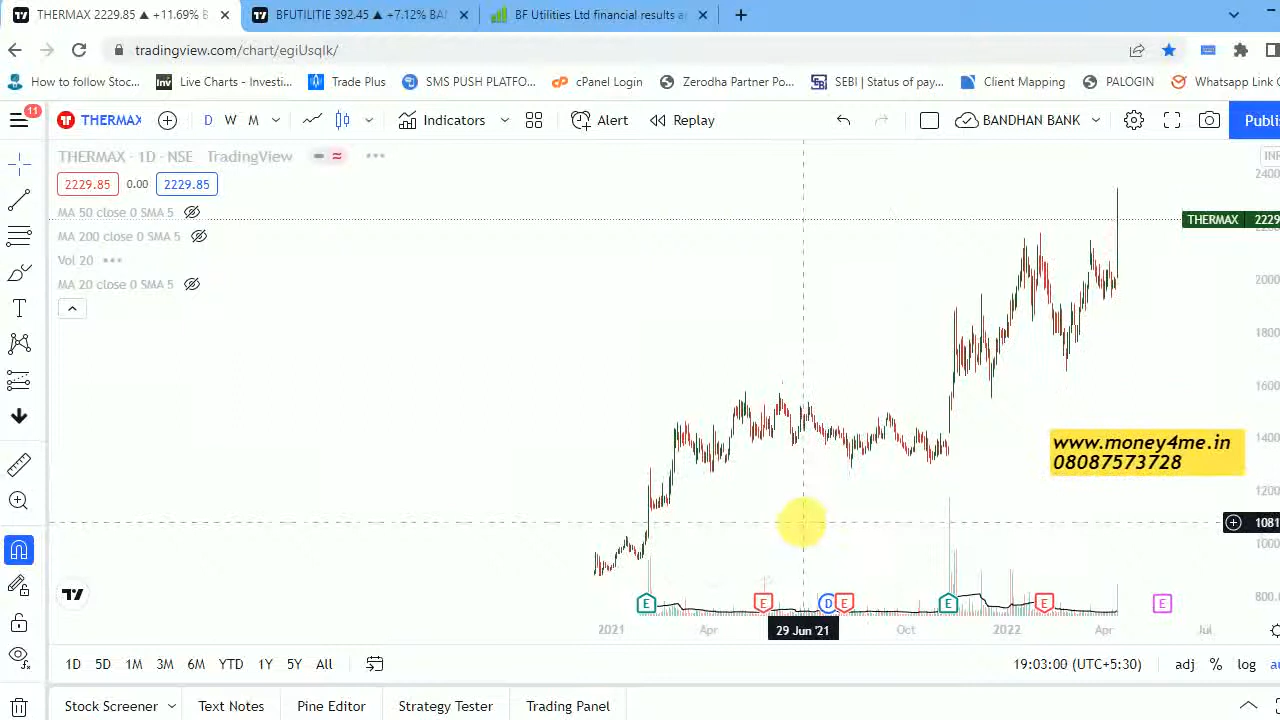 THERMAX 2229.85 ▲ +11.69% B
BFUTILITIE 392.45 ▲ +7.12% BAN
BF Utilities Ltd financial results a
tradingview.com/chart/egiUsqIk/
How to follow Stoc...
Live Charts - Investi...
Trade Plus
SMS PUSH PLATFO...
cPanel Login
Zerodha Partner Po...
SEBI | Status of pay...
Client Mapping
PALOGIN
Whatsapp Link
11
THERMAX
D W M
Indicators
Alert
Replay
BANDHAN BANK
Publi
THERMAX · 1D · NSE TradingView
INR
2229.85 0.00 2229.85
MA 50 close 0 SMA 5
MA 200 close 0 SMA 5
Vol 20
MA 20 close 0 SMA 5
2400
THERMAX 2229
2000
1800
1600
1400
1200
1081
1000
800.
www.money4me.in
08087573728
E E D E E E E
2021 Apr 29 Jun '21 Oct 2022 Apr Jul
1D 5D 1M 3M 6M YTD 1Y 5Y All
19:03:00 (UTC+5:30) adj % log au
Stock Screener Text Notes Pine Editor Strategy Tester Trading Panel